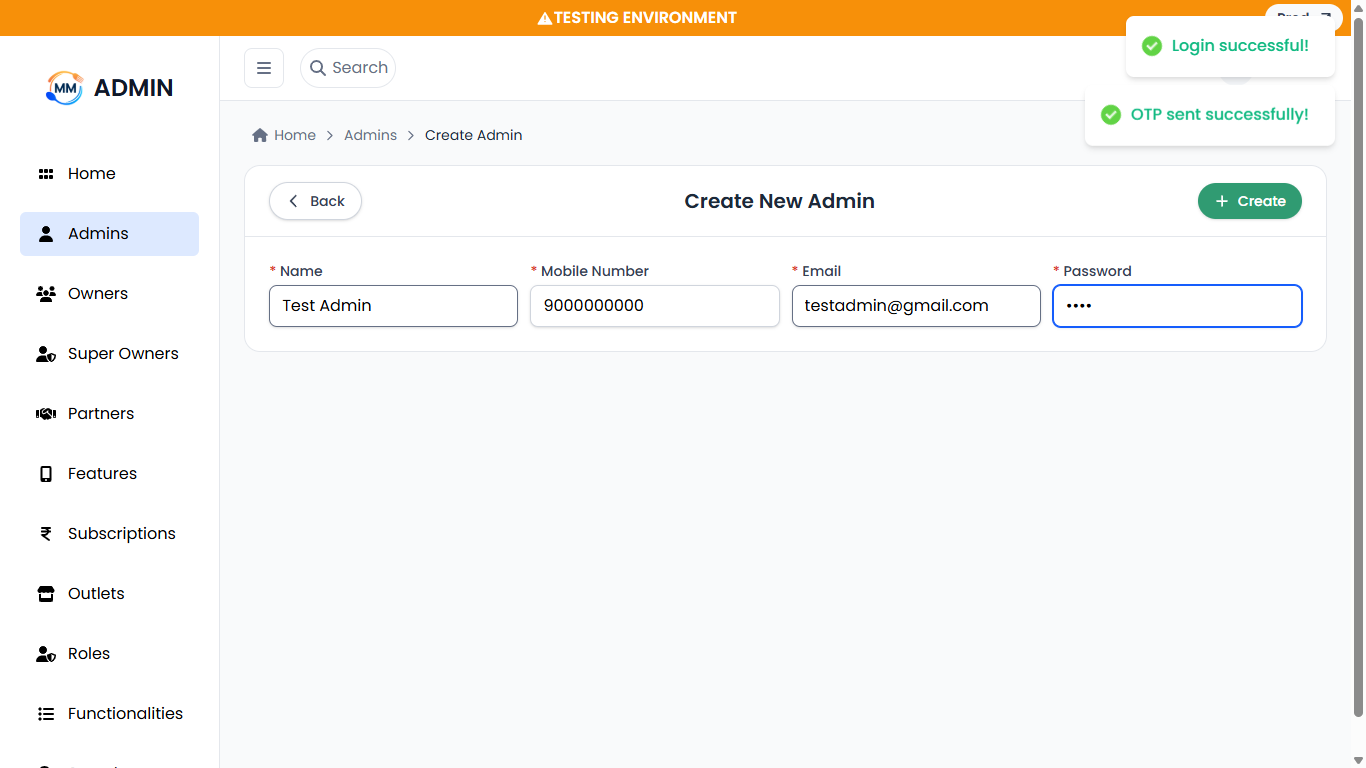 TESTING ENVIRONMENT
Login successful!
OTP sent successfully!
MM ADMIN
Search
Home
Admins
Owners
Super Owners
Partners
Features
Subscriptions
Outlets
Roles
Functionalities
Home > Admins > Create Admin
Back
Create New Admin
+ Create
* Name
* Mobile Number
* Email
* Password
Test Admin
9000000000
testadmin@gmail.com
••••